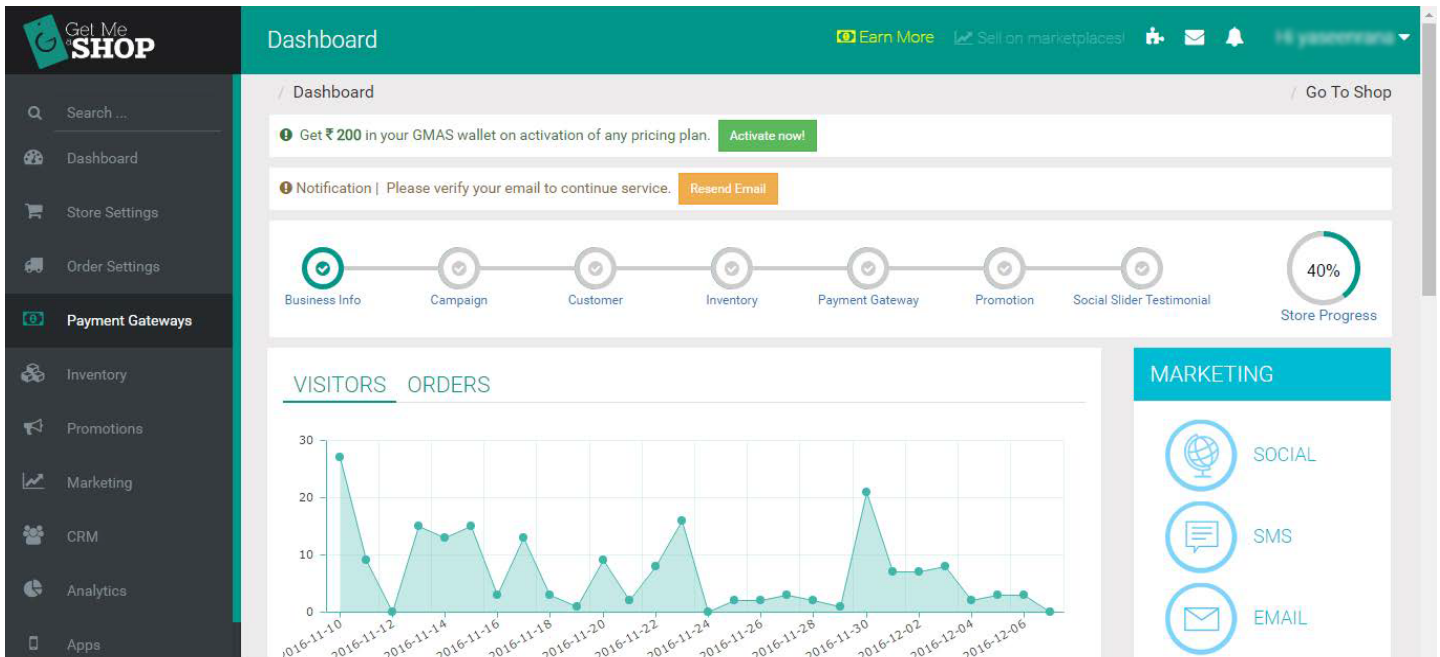 Get Me
a SHOP
Dashboard
Earn More
Sell on marketplaces!
/ Dashboard
/ Go To Shop
Search ...
Dashboard
Store Settings
Order Settings
Payment Gateways
Inventory
Promotions
Marketing
CRM
Analytics
Apps
Get ₹ 200 in your GMAS wallet on activation of any pricing plan. Activate now!
Notification | Please verify your email to continue service. Resend Email
Business Info
Campaign
Customer
Inventory
Payment Gateway
Promotion
Social Slider Testimonial
40%
Store Progress
VISITORS ORDERS
30
20
10
0
2016-11-12
2016-11-14
2016-11-16
2016-11-18
2016-11-20
2016-11-22
2016-11-24
2016-11-26
2016-11-28
2016-11-30
2016-12-02
2016-12-04
2016-12-06
MARKETING
SOCIAL
SMS
EMAIL